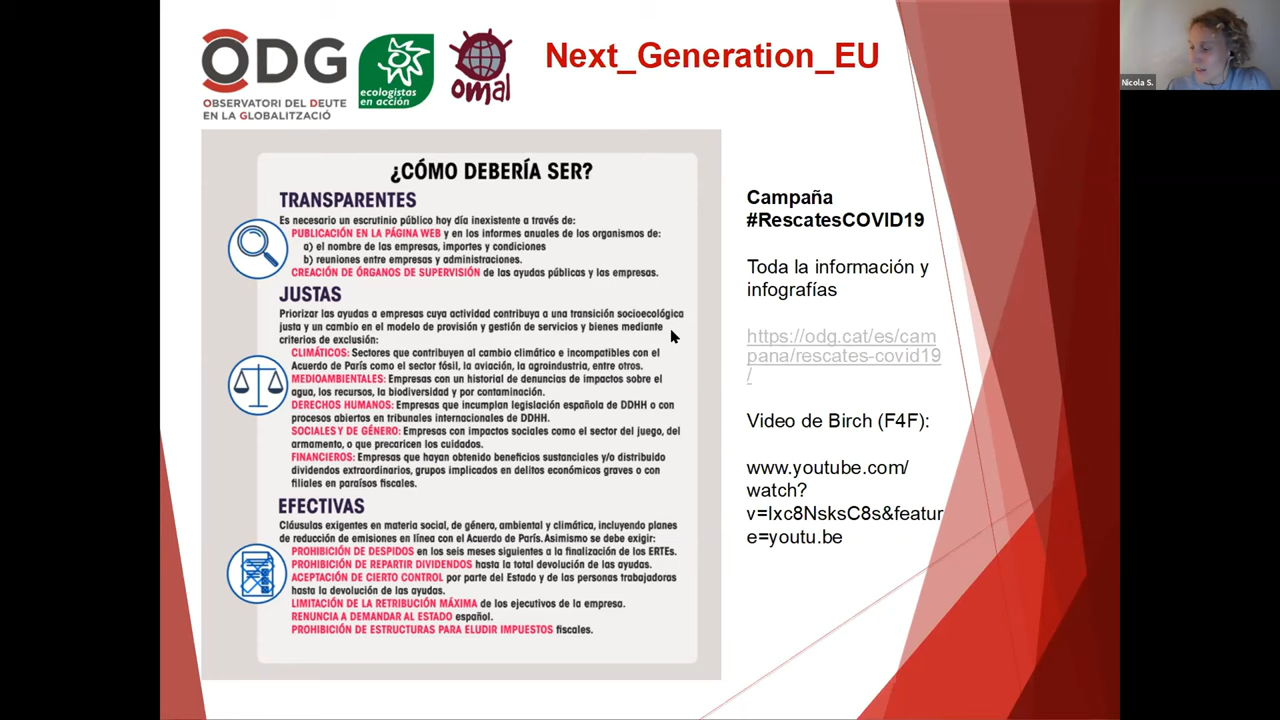 ODG
OBSERVATORI DEL DEUTE
EN LA GLOBALITZACIÓ
ecologistas
en acción
omal
Next_Generation_EU
Nicola S.
¿CÓMO DEBERÍA SER?
TRANSPARENTES
Es necesario un escrutinio público hoy día inexistente a través de:
PUBLICACIÓN EN LA PÁGINA WEB y en los informes anuales de los organismos de:
a) el nombre de las empresas, importes y condiciones
b) reuniones entre empresas y administraciones.
CREACIÓN DE ÓRGANOS DE SUPERVISIÓN de las ayudas públicas y las empresas.
JUSTAS
Priorizar las ayudas a empresas cuya actividad contribuya a una transición socioecológica
justa y un cambio en el modelo de provisión y gestión de servicios y bienes mediante
criterios de exclusión:
CLIMÁTICOS: Sectores que contribuyen al cambio climático e incompatibles con el
Acuerdo de París como el sector fósil, la aviación, la agroindustria, entre otros.
MEDIOAMBIENTALES: Empresas con un historial de denuncias de impactos sobre el
agua, los recursos, la biodiversidad y por contaminación.
DERECHOS HUMANOS: Empresas que incumplan legislación española de DDHH o con
procesos abiertos en tribunales internacionales de DDHH.
SOCIALES Y DE GÉNERO: Empresas con impactos sociales como el sector del juego, del
armamento, o que precaricen los cuidados.
FINANCIEROS: Empresas que hayan obtenido beneficios sustanciales y/o distribuido
dividendos extraordinarios, grupos implicados en delitos económicos graves o con
filiales en paraísos fiscales.
EFECTIVAS
Cláusulas exigentes en materia social, de género, ambiental y climática, incluyendo planes
de reducción de emisiones en línea con el Acuerdo de París. Asimismo se debe exigir:
PROHIBICIÓN DE DESPIDOS en los seis meses siguientes a la finalización de los ERTEs.
PROHIBICIÓN DE REPARTIR DIVIDENDOS hasta la total devolución de las ayudas.
ACEPTACIÓN DE CIERTO CONTROL por parte del Estado y de las personas trabajadoras
hasta la devolución de las ayudas.
LIMITACIÓN DE LA RETRIBUCIÓN MÁXIMA de los ejecutivos de la empresa.
RENUNCIA A DEMANDAR AL ESTADO español.
PROHIBICIÓN DE ESTRUCTURAS PARA ELUDIR IMPUESTOS fiscales.
Campaña
#RescatesCOVID19
Toda la información y
infografías
https://odg.cat/es/cam
pana/rescates-covid19
/
Video de Birch (F4F):
www.youtube.com/
watch?
v=Ixc8NsksC8s&featur
e=youtu.be